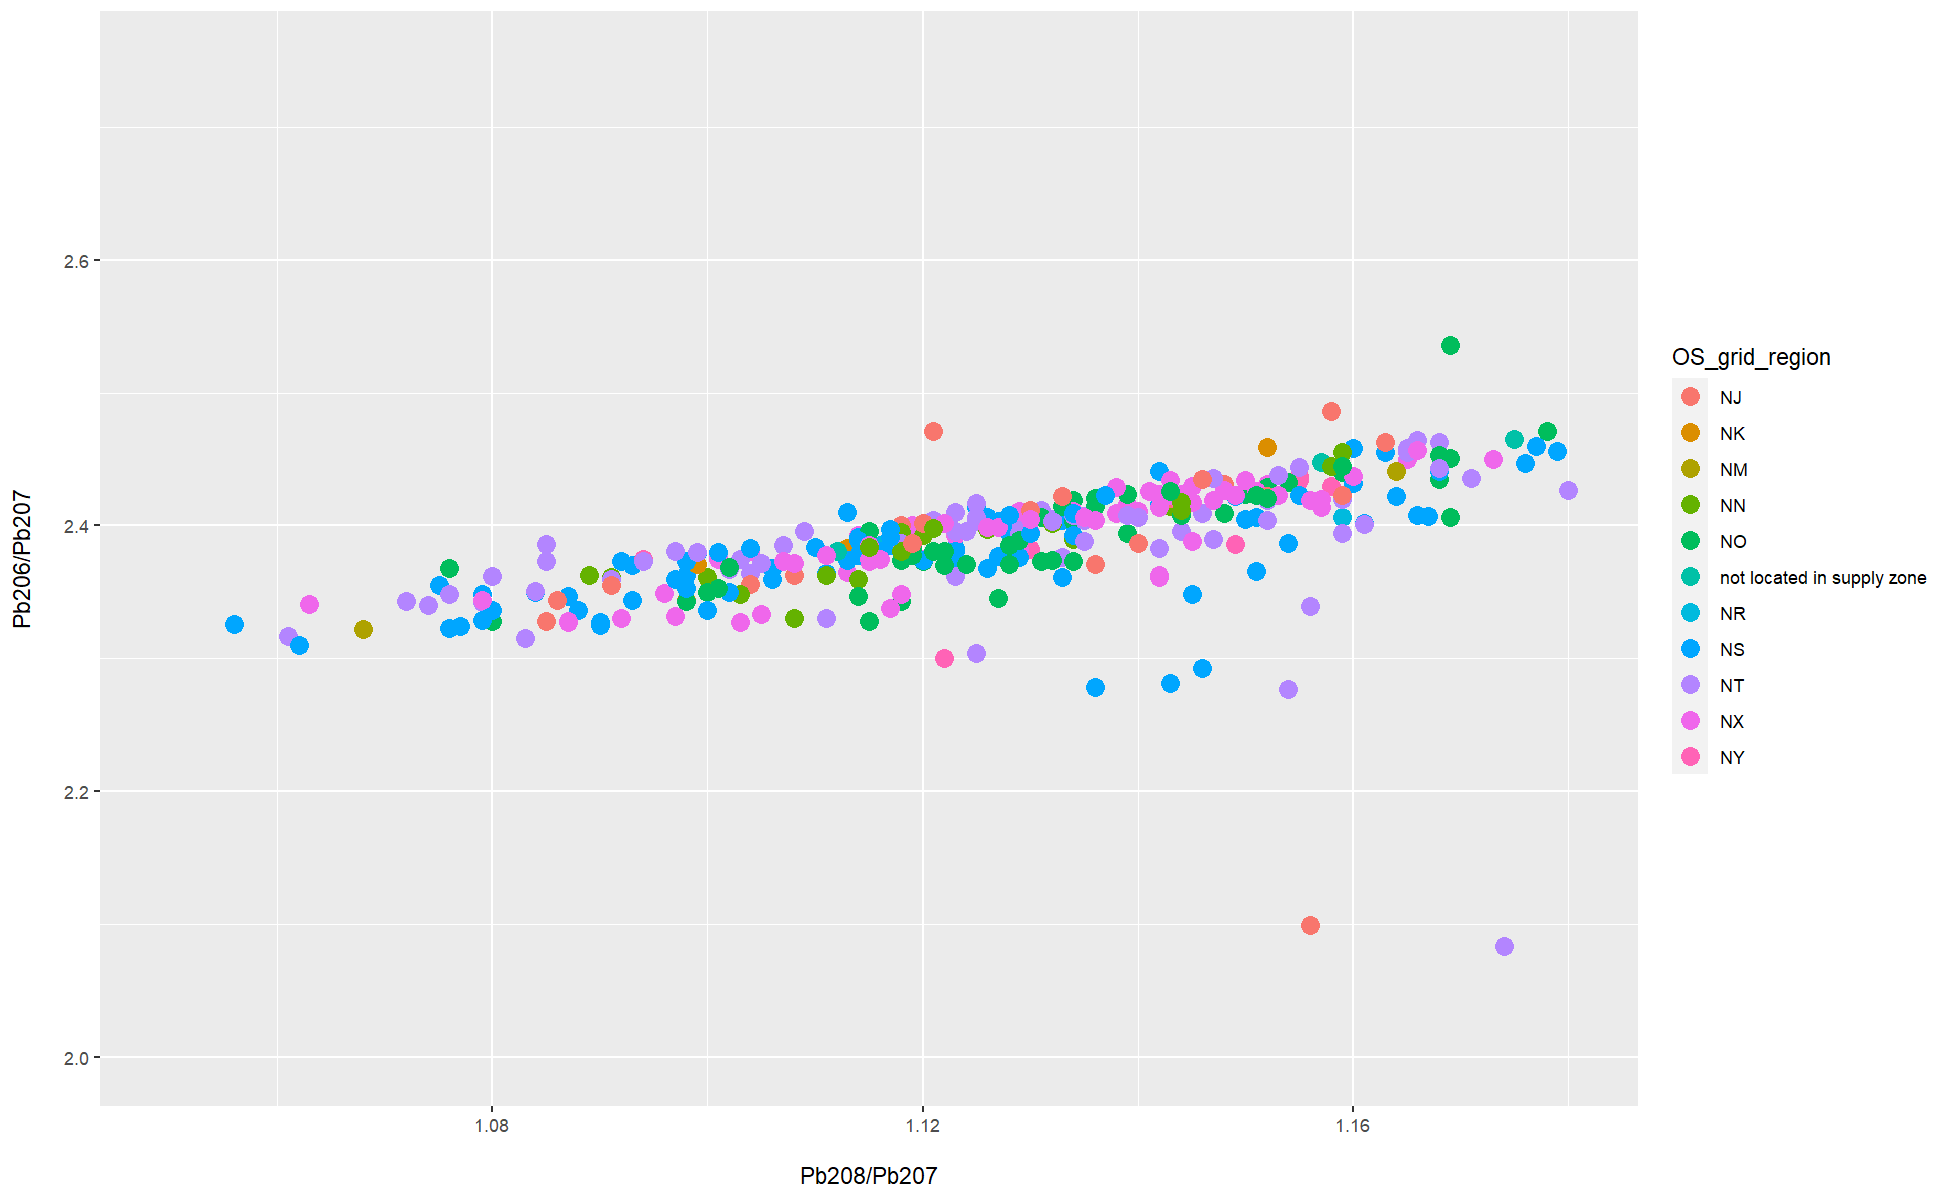 Pb206/Pb207
2.6
2.4
2.2
2.0
1.08
1.12
1.16
Pb208/Pb207
OS_grid_region
NJ
NK
NM
NN
NO
not located in supply zone
NR
NS
NT
NX
NY